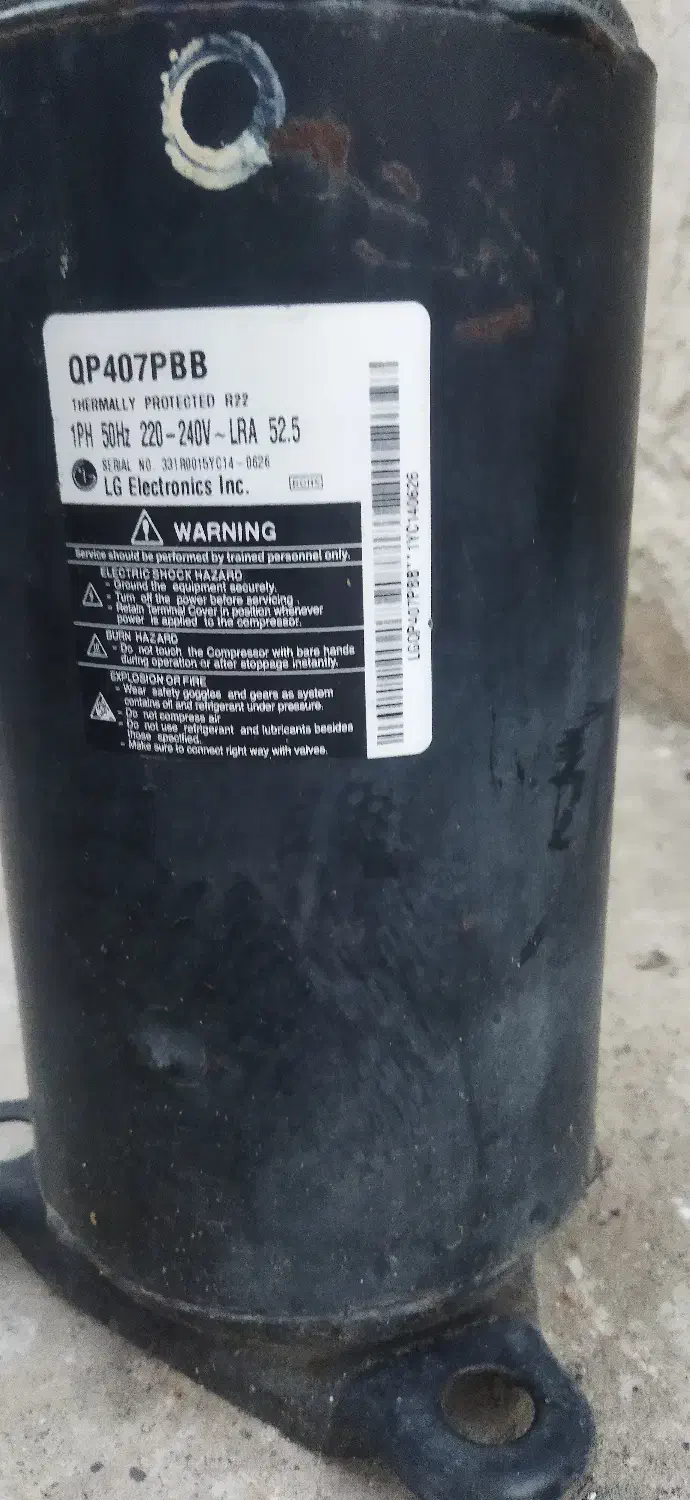 QP407PBB
THERMALLY PROTECTED R22
1PH 50Hz 220-240V~LRA 52.5
SERIAL NO. 331R0015YC14-0626
LG Electronics Inc.
RoHS
WARNING
Service should be performed by trained personnel only.
ELECTRIC SHOCK HAZARD
- Ground the equipment securely.
- Turn off the power before servicing.
- Retain Terminal Cover in position whenever
power is applied to the compressor.
BURN HAZARD
- Do not touch the Compressor with bare hands
during operation or after stoppage instantly.
EXPLOSION OR FIRE
- Wear safety goggles and gears as system
contains oil and refrigerant under pressure.
- Do not compress air
- Do not use refrigerant and lubricants besides
those specified.
- Make sure to connect right way with valves.
LGQP407PBB***1YC140626